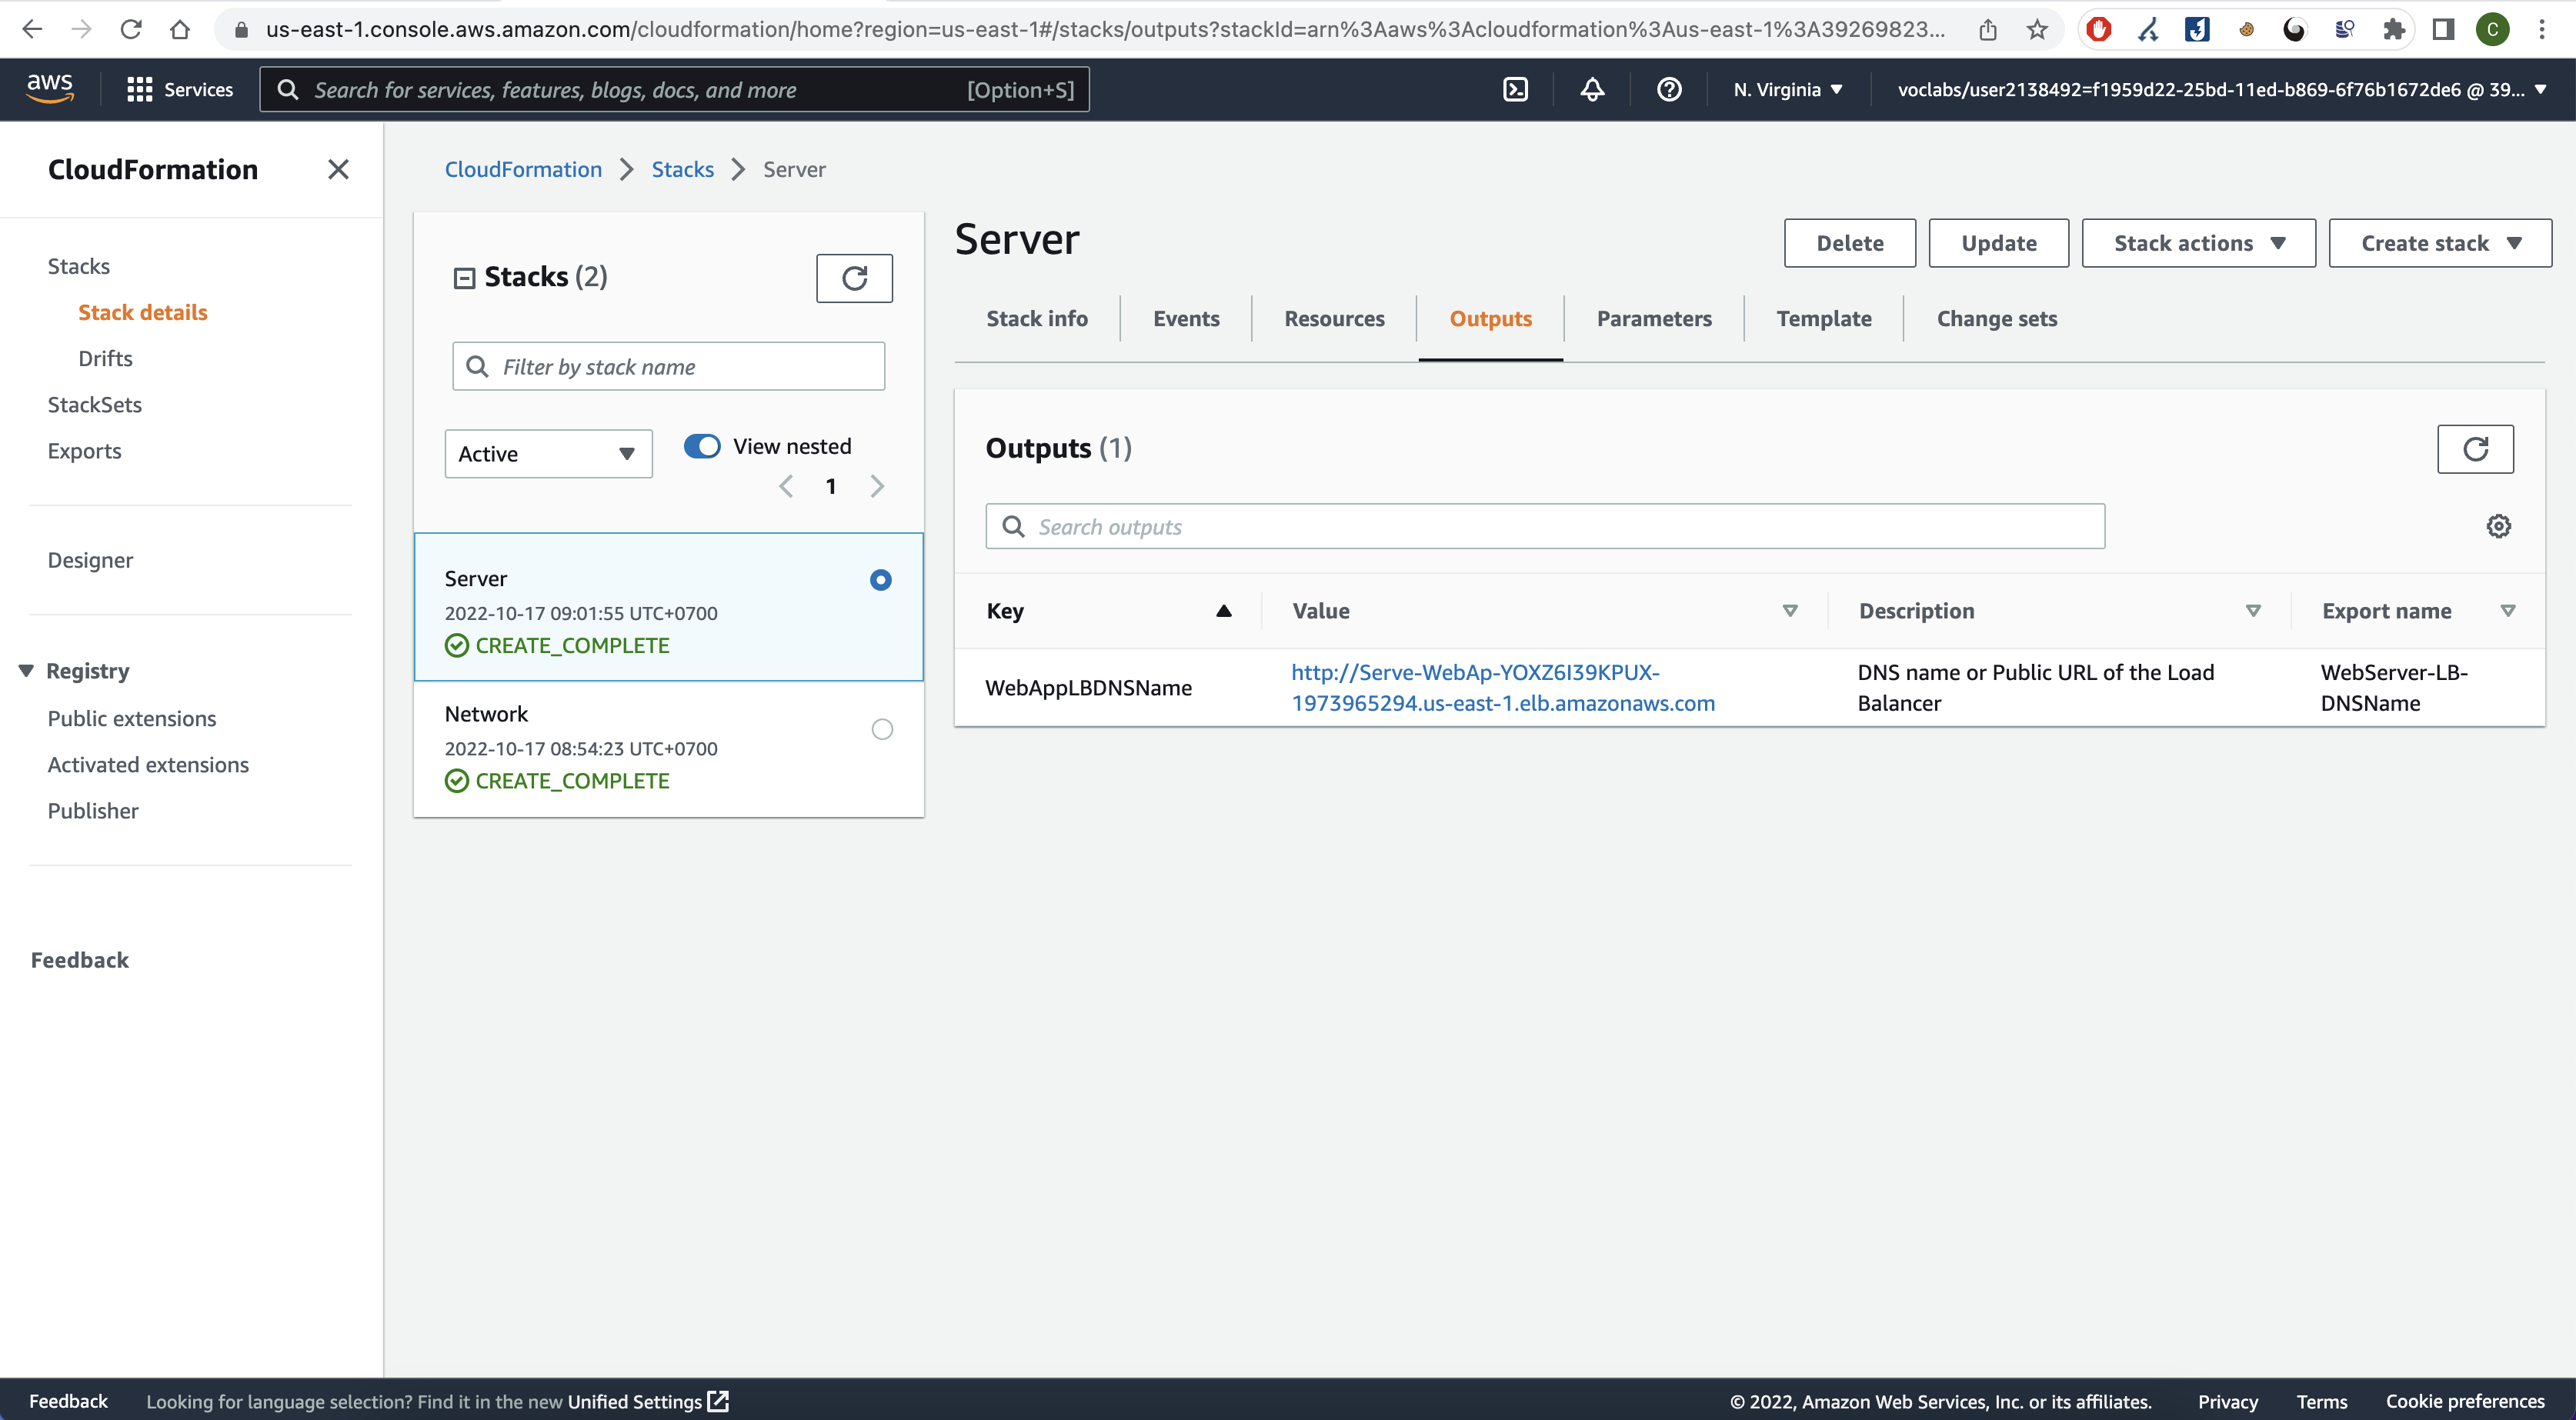 us-east-1.console.aws.amazon.com/cloudformation/home?region=us-east-1#/stacks/outputs?stackId=arn%3Aaws%3Acloudformation%3Aus-east-1%3A39269823...
C
aws
Services
Search for services, features, blogs, docs, and more
[Option+S]
N. Virginia
voclabs/user2138492=f1959d22-25bd-11ed-b869-6f76b1672de6 @ 39...
CloudFormation
Stacks
Stack details
Drifts
StackSets
Exports
Designer
Registry
Public extensions
Activated extensions
Publisher
Feedback
CloudFormation
Stacks
Server
Stacks (2)
Filter by stack name
Active
View nested
1
Server
2022-10-17 09:01:55 UTC+0700
CREATE_COMPLETE
Network
2022-10-17 08:54:23 UTC+0700
CREATE_COMPLETE
Server
Delete
Update
Stack actions
Create stack
Stack info
Events
Resources
Outputs
Parameters
Template
Change sets
Outputs (1)
Search outputs
Key
Value
Description
Export name
WebAppLBDNSName
http://Serve-WebAp-YOXZ6I39KPUX-
1973965294.us-east-1.elb.amazonaws.com
DNS name or Public URL of the Load
Balancer
WebServer-LB-
DNSName
Feedback
Looking for language selection? Find it in the new Unified Settings
© 2022, Amazon Web Services, Inc. or its affiliates.
Privacy
Terms
Cookie preferences